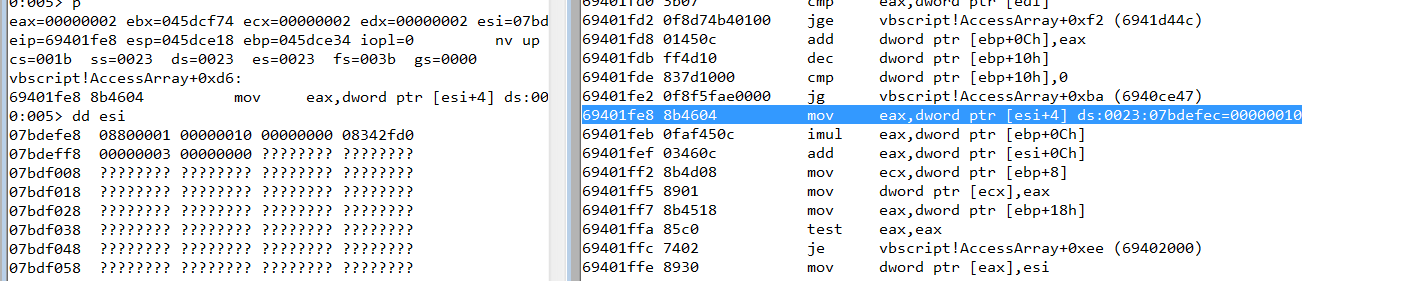 0:005> p
eax=00000002 ebx=045dcf74 ecx=00000002 edx=00000002 esi=07bd
eip=69401fe8 esp=045dce18 ebp=045dce34 iopl=0 nv up
cs=001b ss=0023 ds=0023 es=0023 fs=003b gs=0000
vbscript!AccessArray+0xd6:
69401fe8 8b4604 mov eax,dword ptr [esi+4] ds:00
0:005> dd esi
07bdefe8 08800001 00000010 00000000 08342fd0
07bdeff8 00000003 00000000 ???????? ????????
07bdf008 ???????? ???????? ???????? ????????
07bdf018 ???????? ???????? ???????? ????????
07bdf028 ???????? ???????? ???????? ????????
07bdf038 ???????? ???????? ???????? ????????
07bdf048 ???????? ???????? ???????? ????????
07bdf058 ???????? ???????? ???????? ????????
69401fd0 3b07 cmp eax,dword ptr [edi]
69401fd2 0f8d74b40100 jge vbscript!AccessArray+0xf2 (6941d44c)
69401fd8 01450c add dword ptr [ebp+0Ch],eax
69401fdb ff4d10 dec dword ptr [ebp+10h]
69401fde 837d1000 cmp dword ptr [ebp+10h],0
69401fe2 0f8f5fae0000 jg vbscript!AccessArray+0xba (6940ce47)
69401fe8 8b4604 mov eax,dword ptr [esi+4] ds:0023:07bdefec=00000010
69401feb 0faf450c imul eax,dword ptr [ebp+0Ch]
69401fef 03460c add eax,dword ptr [esi+0Ch]
69401ff2 8b4d08 mov ecx,dword ptr [ebp+8]
69401ff5 8901 mov dword ptr [ecx],eax
69401ff7 8b4518 mov eax,dword ptr [ebp+18h]
69401ffa 85c0 test eax,eax
69401ffc 7402 je vbscript!AccessArray+0xee (69402000)
69401ffe 8930 mov dword ptr [eax],esi